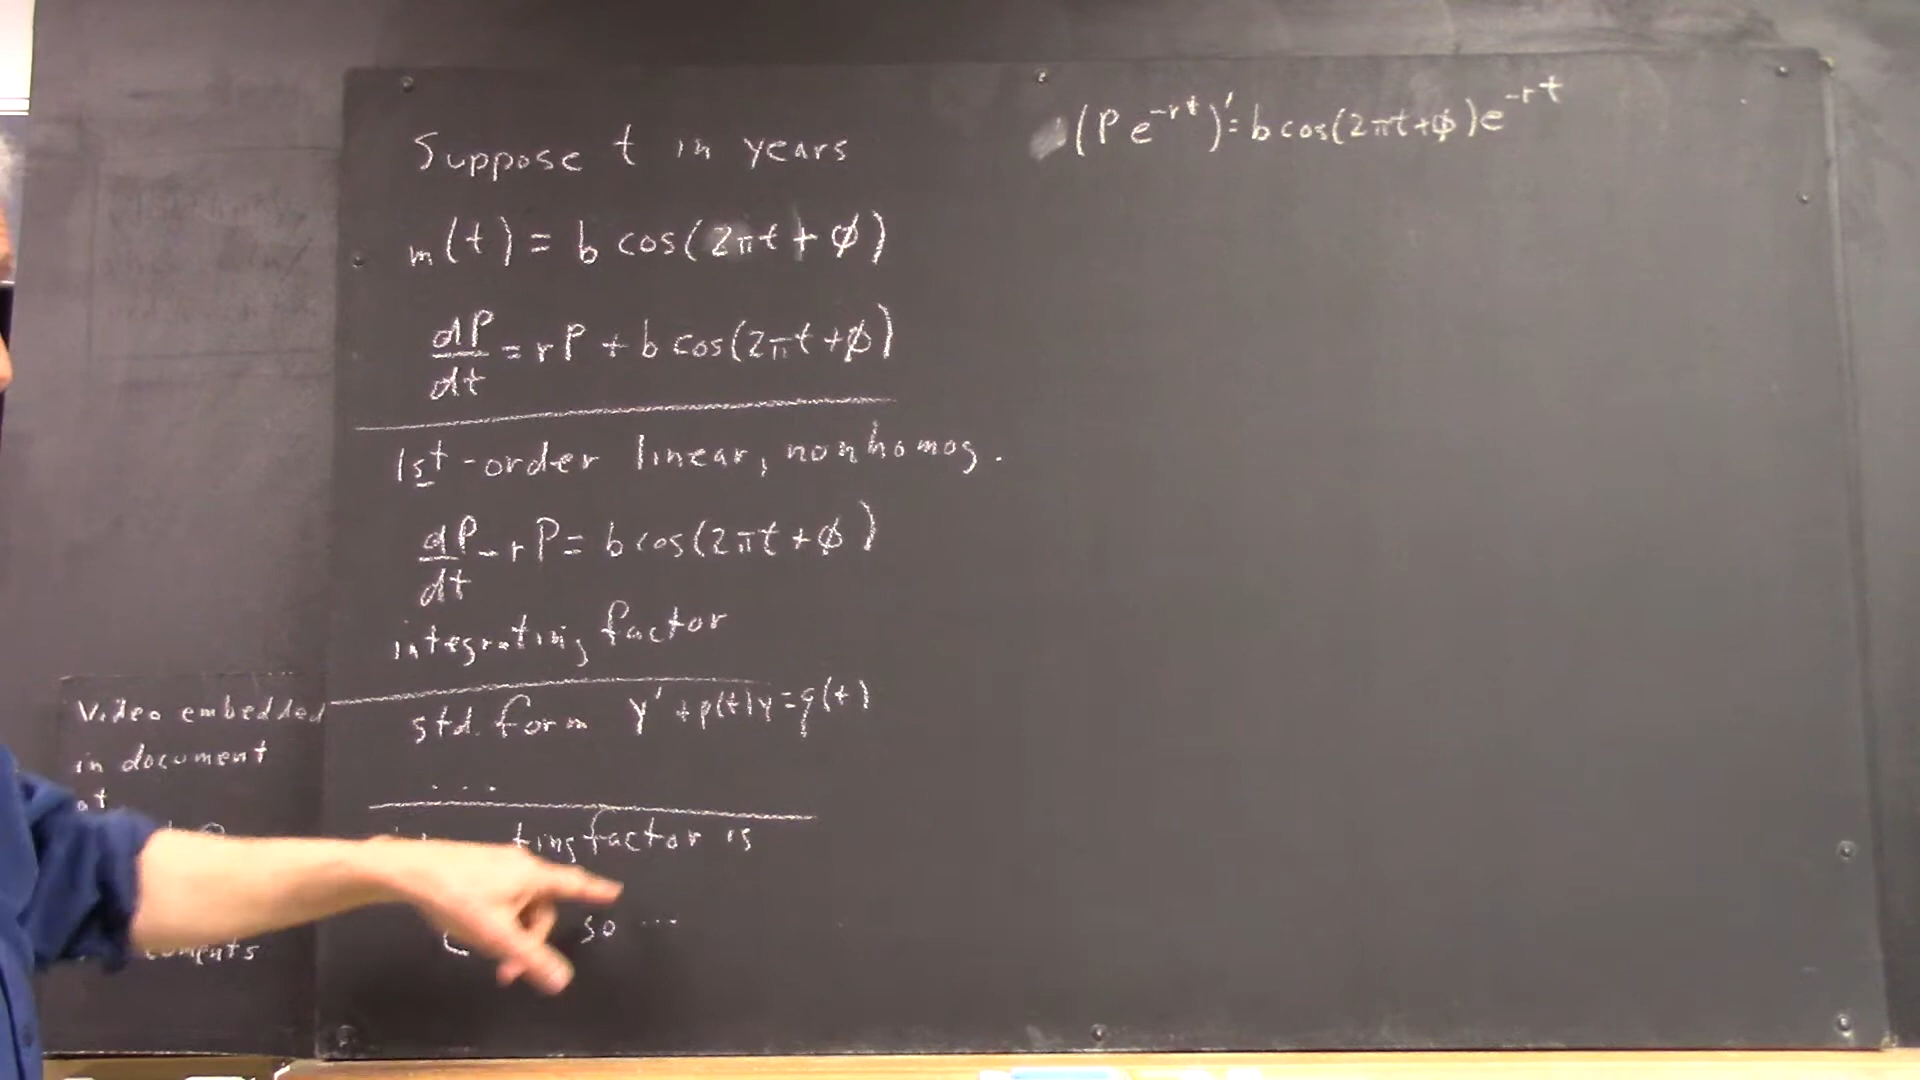 Suppose t in years
m(t) = b cos(2πt + φ)
dP/dt = rP + b cos(2πt + φ)
1st-order linear, nonhomog.
dP/dt - rP = b cos(2πt + φ)
integrating factor
std. form y' + p(t)y = g(t)
....
factor is
so ...
(P e^-rt)' = b cos(2πt + φ) e^-rt
Video embedded
in document
at